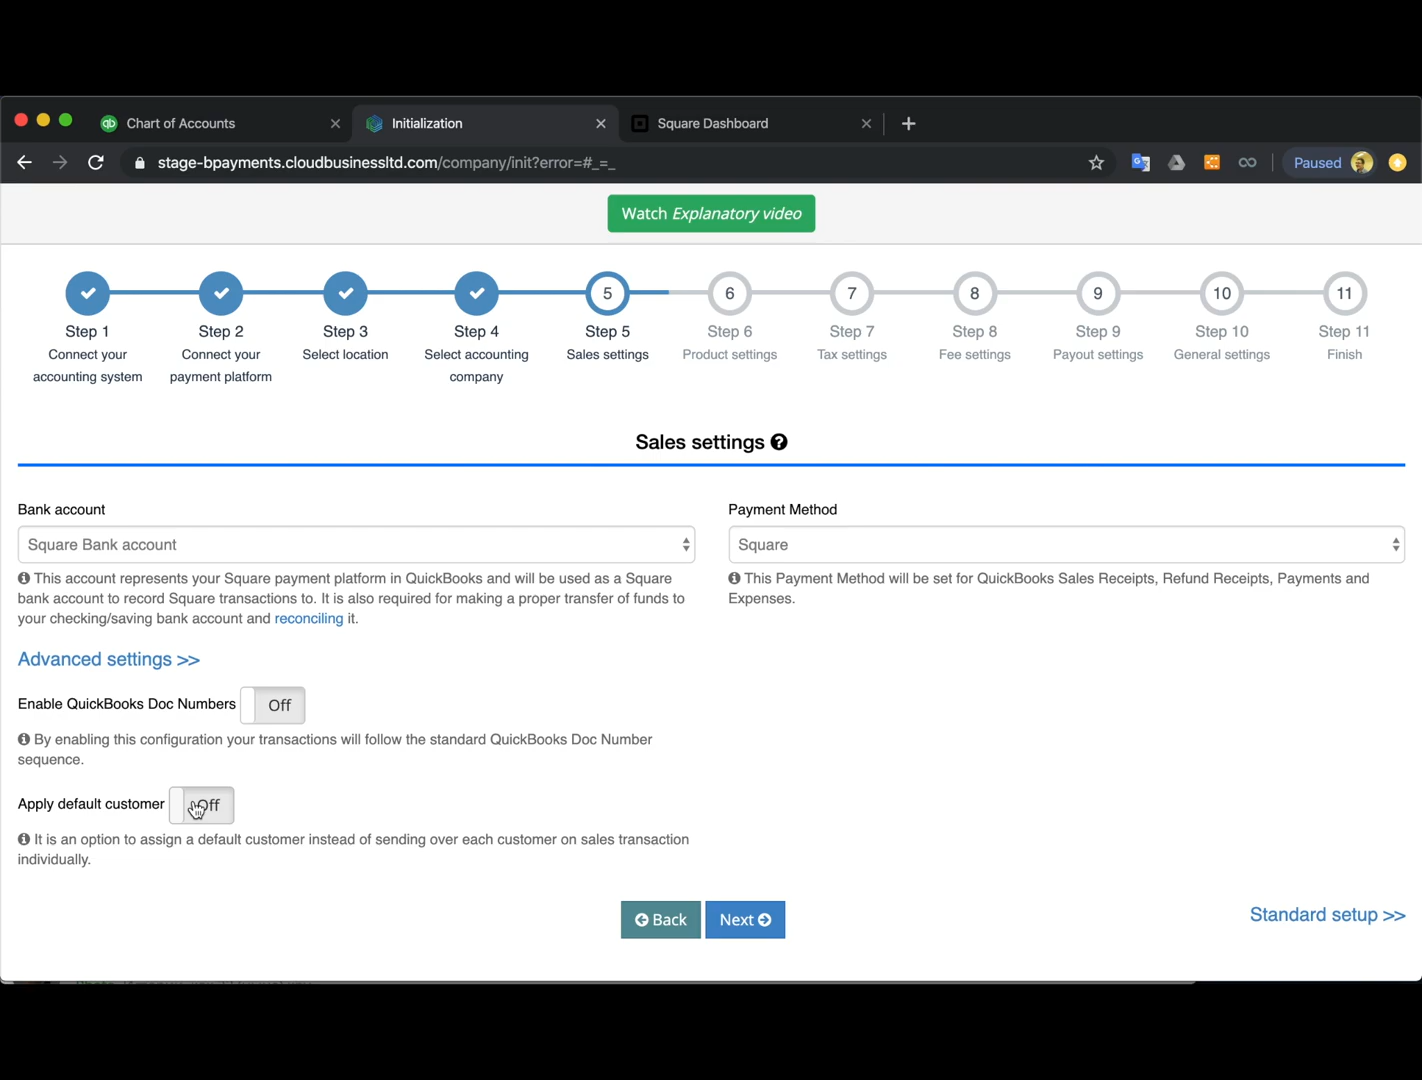 Chart of Accounts
Initialization
Square Dashboard
stage-bpayments.cloudbusinessltd.com/company/init?error=#_=_
Paused
Watch Explanatory video
5
6
7
8
9
10
11
Step 1
Step 2
Step 3
Step 4
Step 5
Step 6
Step 7
Step 8
Step 9
Step 10
Step 11
Connect your
accounting system
Connect your
payment platform
Select location
Select accounting
company
Sales settings
Product settings
Tax settings
Fee settings
Payout settings
General settings
Finish
Sales settings ?
Bank account
Square Bank account
This account represents your Square payment platform in QuickBooks and will be used as a Square
bank account to record Square transactions to. It is also required for making a proper transfer of funds to
your checking/saving bank account and reconciling it.
Payment Method
Square
This Payment Method will be set for QuickBooks Sales Receipts, Refund Receipts, Payments and
Expenses.
Advanced settings >>
Enable QuickBooks Doc Numbers Off
By enabling this configuration your transactions will follow the standard QuickBooks Doc Number
sequence.
Apply default customer Off
It is an option to assign a default customer instead of sending over each customer on sales transaction
individually.
Back
Next
Standard setup >>